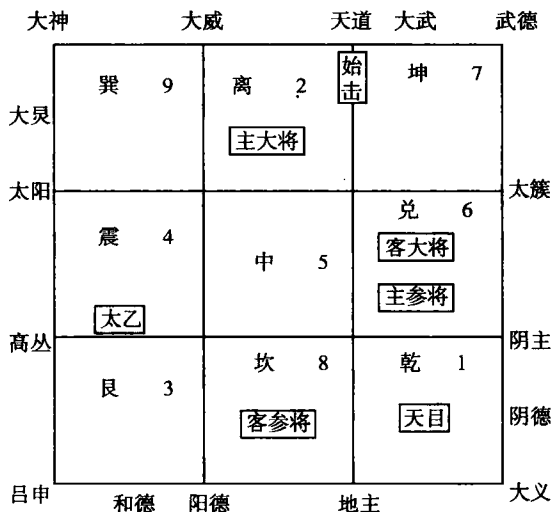 大神 大威 天道 大武 武德
巽 9 离 2 始击 坤 7
大炅
主大将
太阳 太簇
兑 6
震 4 客大将
中 5
主参将
太乙
高丛 阴主
坎 8 乾 1
艮 3
客参将 天目 阴德
吕申 和德 阳德 地主 大义